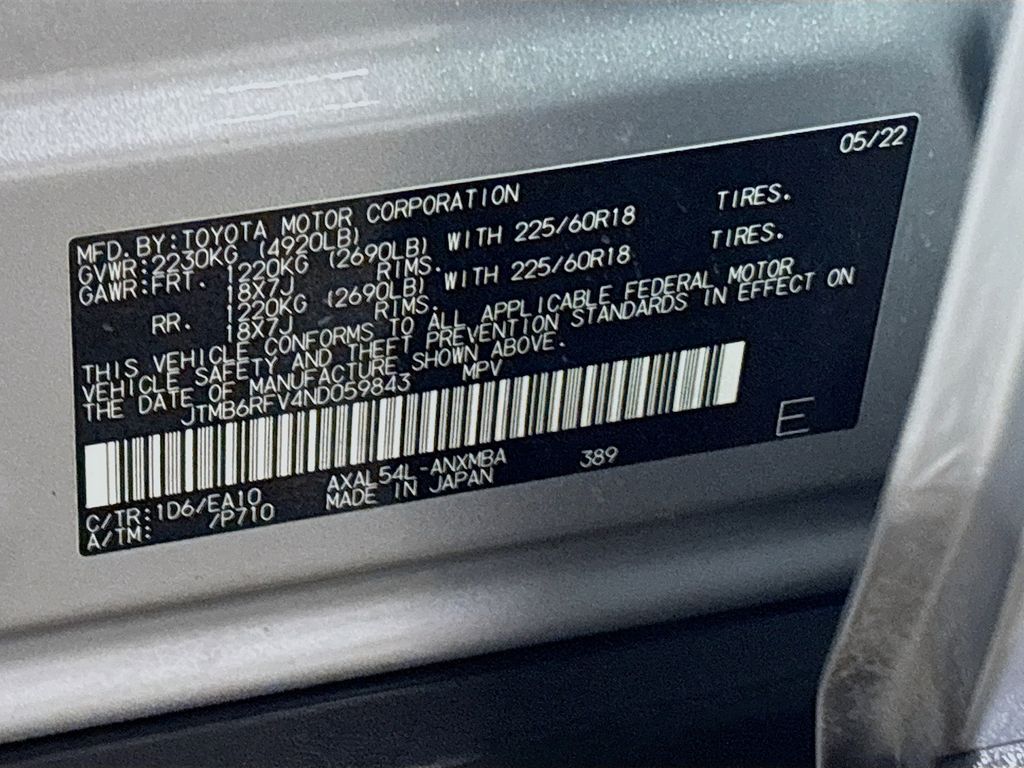 05/22
MFD. BY: TOYOTA MOTOR CORPORATION
GVWR: 2230KG (4920LB)
GAWR: FRT. 1220KG (2690LB) WITH 225/60R18 TIRES.
18X7J RIMS.
RR. 1220KG (2690LB) WITH 225/60R18 TIRES.
18X7J RIMS.
THIS VEHICLE CONFORMS TO ALL APPLICABLE FEDERAL MOTOR
VEHICLE SAFETY AND THEFT PREVENTION STANDARDS IN EFFECT ON
THE DATE OF MANUFACTURE SHOWN ABOVE.
JTMB6RFV4ND059843 MPV
E
C/TR: 1D6/EA10 AXAL54L-ANXMBA 389
A/TM: /P710 MADE IN JAPAN